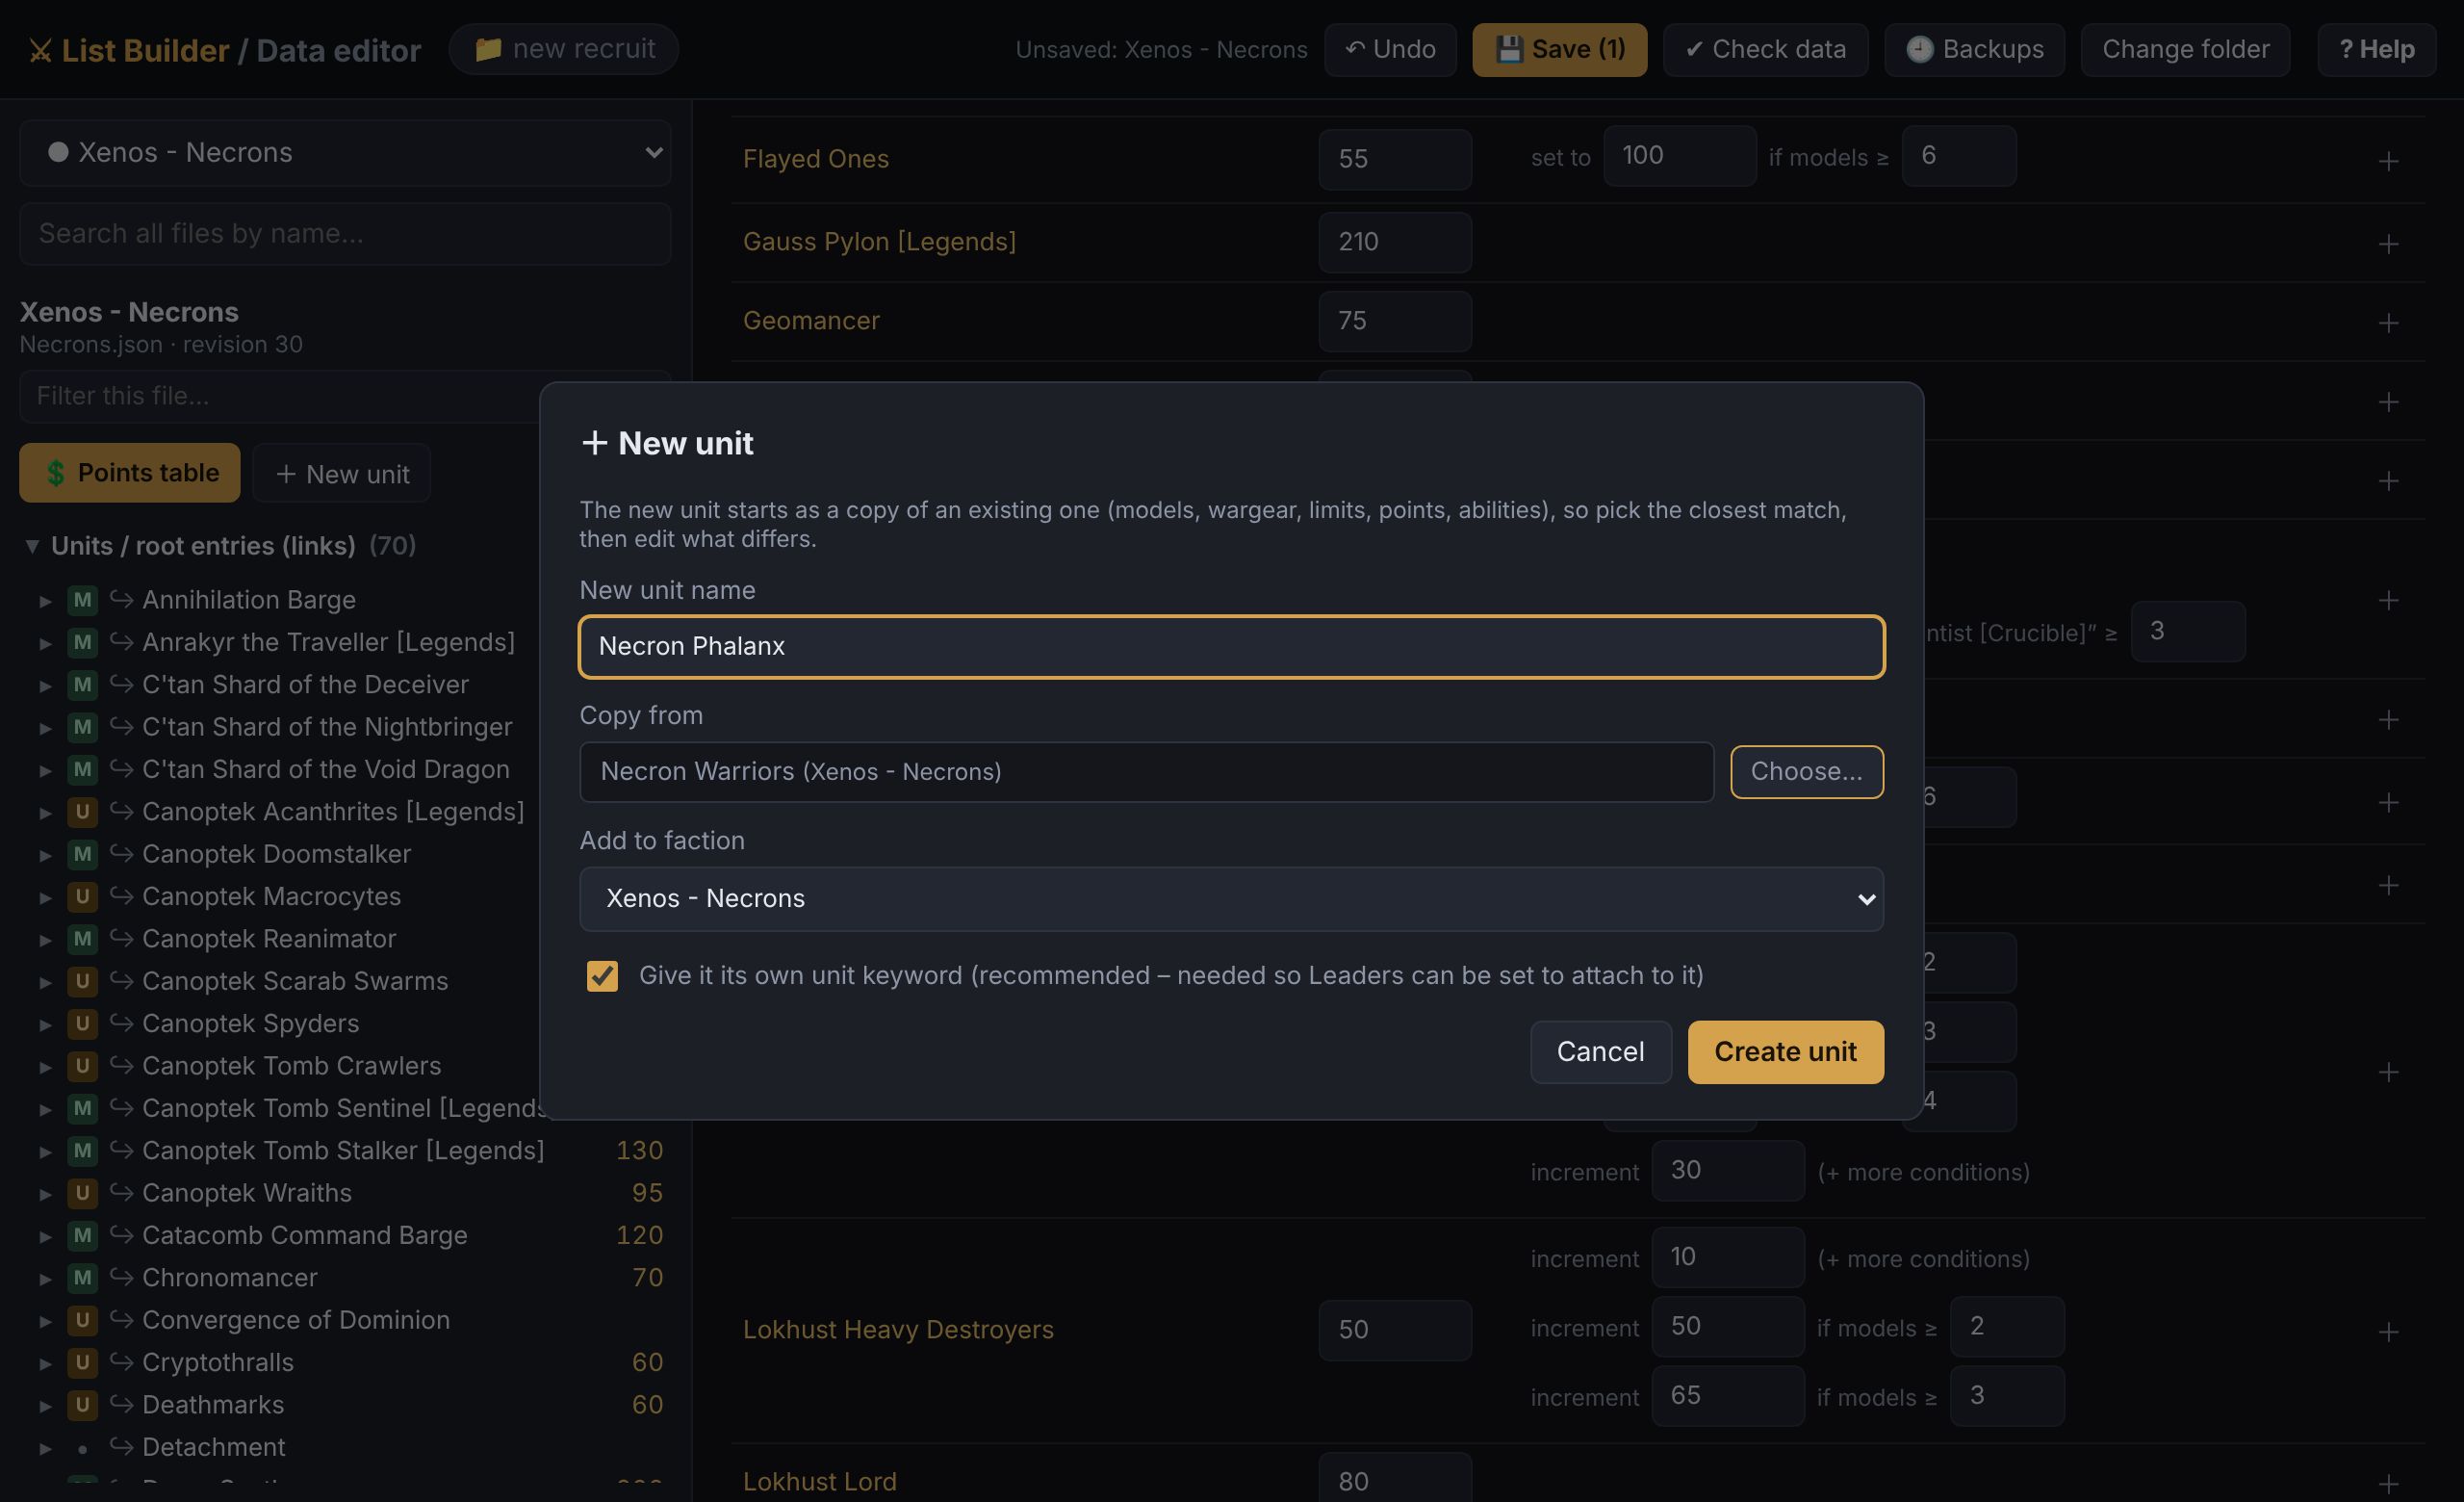 ⚔ List Builder / Data editor
📁 new recruit
Unsaved: Xenos - Necrons
↶ Undo
💾 Save (1)
✓ Check data
🕘 Backups
Change folder
? Help
Xenos - Necrons
Search all files by name...
Xenos - Necrons
Necrons.json · revision 30
Filter this file...
💲 Points table
+ New unit
▼ Units / root entries (links) (70)
▶ M ↪ Annihilation Barge
▶ M ↪ Anrakyr the Traveller [Legends]
▶ M ↪ C'tan Shard of the Deceiver
▶ M ↪ C'tan Shard of the Nightbringer
▶ M ↪ C'tan Shard of the Void Dragon
▶ U ↪ Canoptek Acanthrites [Legends]
▶ M ↪ Canoptek Doomstalker
▶ U ↪ Canoptek Macrocytes
▶ M ↪ Canoptek Reanimator
▶ U ↪ Canoptek Scarab Swarms
▶ U ↪ Canoptek Spyders
▶ U ↪ Canoptek Tomb Crawlers
▶ M ↪ Canoptek Tomb Sentinel [Legends
▶ M ↪ Canoptek Tomb Stalker [Legends] 130
▶ U ↪ Canoptek Wraiths 95
▶ M ↪ Catacomb Command Barge 120
▶ M ↪ Chronomancer 70
▶ U ↪ Convergence of Dominion
▶ U ↪ Cryptothralls 60
▶ U ↪ Deathmarks 60
▶ • ↪ Detachment
Flayed Ones 55 set to 100 if models ≥ 6 +
Gauss Pylon [Legends] 210 +
Geomancer 75 +
+
+
ntist [Crucible]” ≥ 3 +
+
6 +
+
2
3 +
4
increment 30 (+ more conditions)
increment 10 (+ more conditions)
Lokhust Heavy Destroyers 50 increment 50 if models ≥ 2 +
increment 65 if models ≥ 3
Lokhust Lord 80 +
+ New unit
The new unit starts as a copy of an existing one (models, wargear, limits, points, abilities), so pick the closest match,
then edit what differs.
New unit name
Necron Phalanx
Copy from
Necron Warriors (Xenos - Necrons)
Choose...
Add to faction
Xenos - Necrons
Give it its own unit keyword (recommended – needed so Leaders can be set to attach to it)
Cancel
Create unit